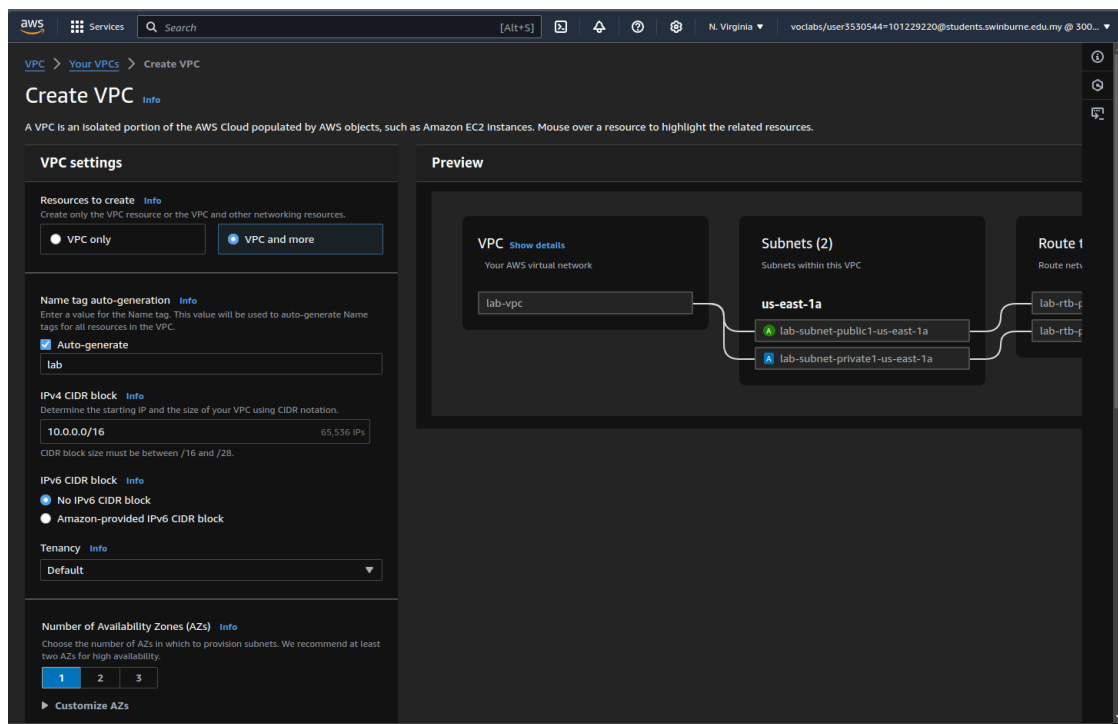 aws Services Search [Alt+S] N. Virginia ▼ voclabs/user3530544=101229220@students.swinburne.edu.my @ 300... ▼
VPC > Your VPCs > Create VPC
Create VPC Info
A VPC is an isolated portion of the AWS Cloud populated by AWS objects, such as Amazon EC2 instances. Mouse over a resource to highlight the related resources.
VPC settings
Resources to create Info
Create only the VPC resource or the VPC and other networking resources.
VPC only
VPC and more
Name tag auto-generation Info
Enter a value for the Name tag. This value will be used to auto-generate Name
tags for all resources in the VPC.
Auto-generate
lab
IPv4 CIDR block Info
Determine the starting IP and the size of your VPC using CIDR notation.
10.0.0.0/16 65,536 IPs
CIDR block size must be between /16 and /28.
IPv6 CIDR block Info
No IPv6 CIDR block
Amazon-provided IPv6 CIDR block
Tenancy Info
Default
Number of Availability Zones (AZs) Info
Choose the number of AZs in which to provision subnets. We recommend at least
two AZs for high availability.
1 2 3
Customize AZs
Preview
VPC Show details
Your AWS virtual network
lab-vpc
Subnets (2)
Subnets within this VPC
us-east-1a
A lab-subnet-public1-us-east-1a
A lab-subnet-private1-us-east-1a
Route t
Route netw
lab-rtb-p
lab-rtb-p